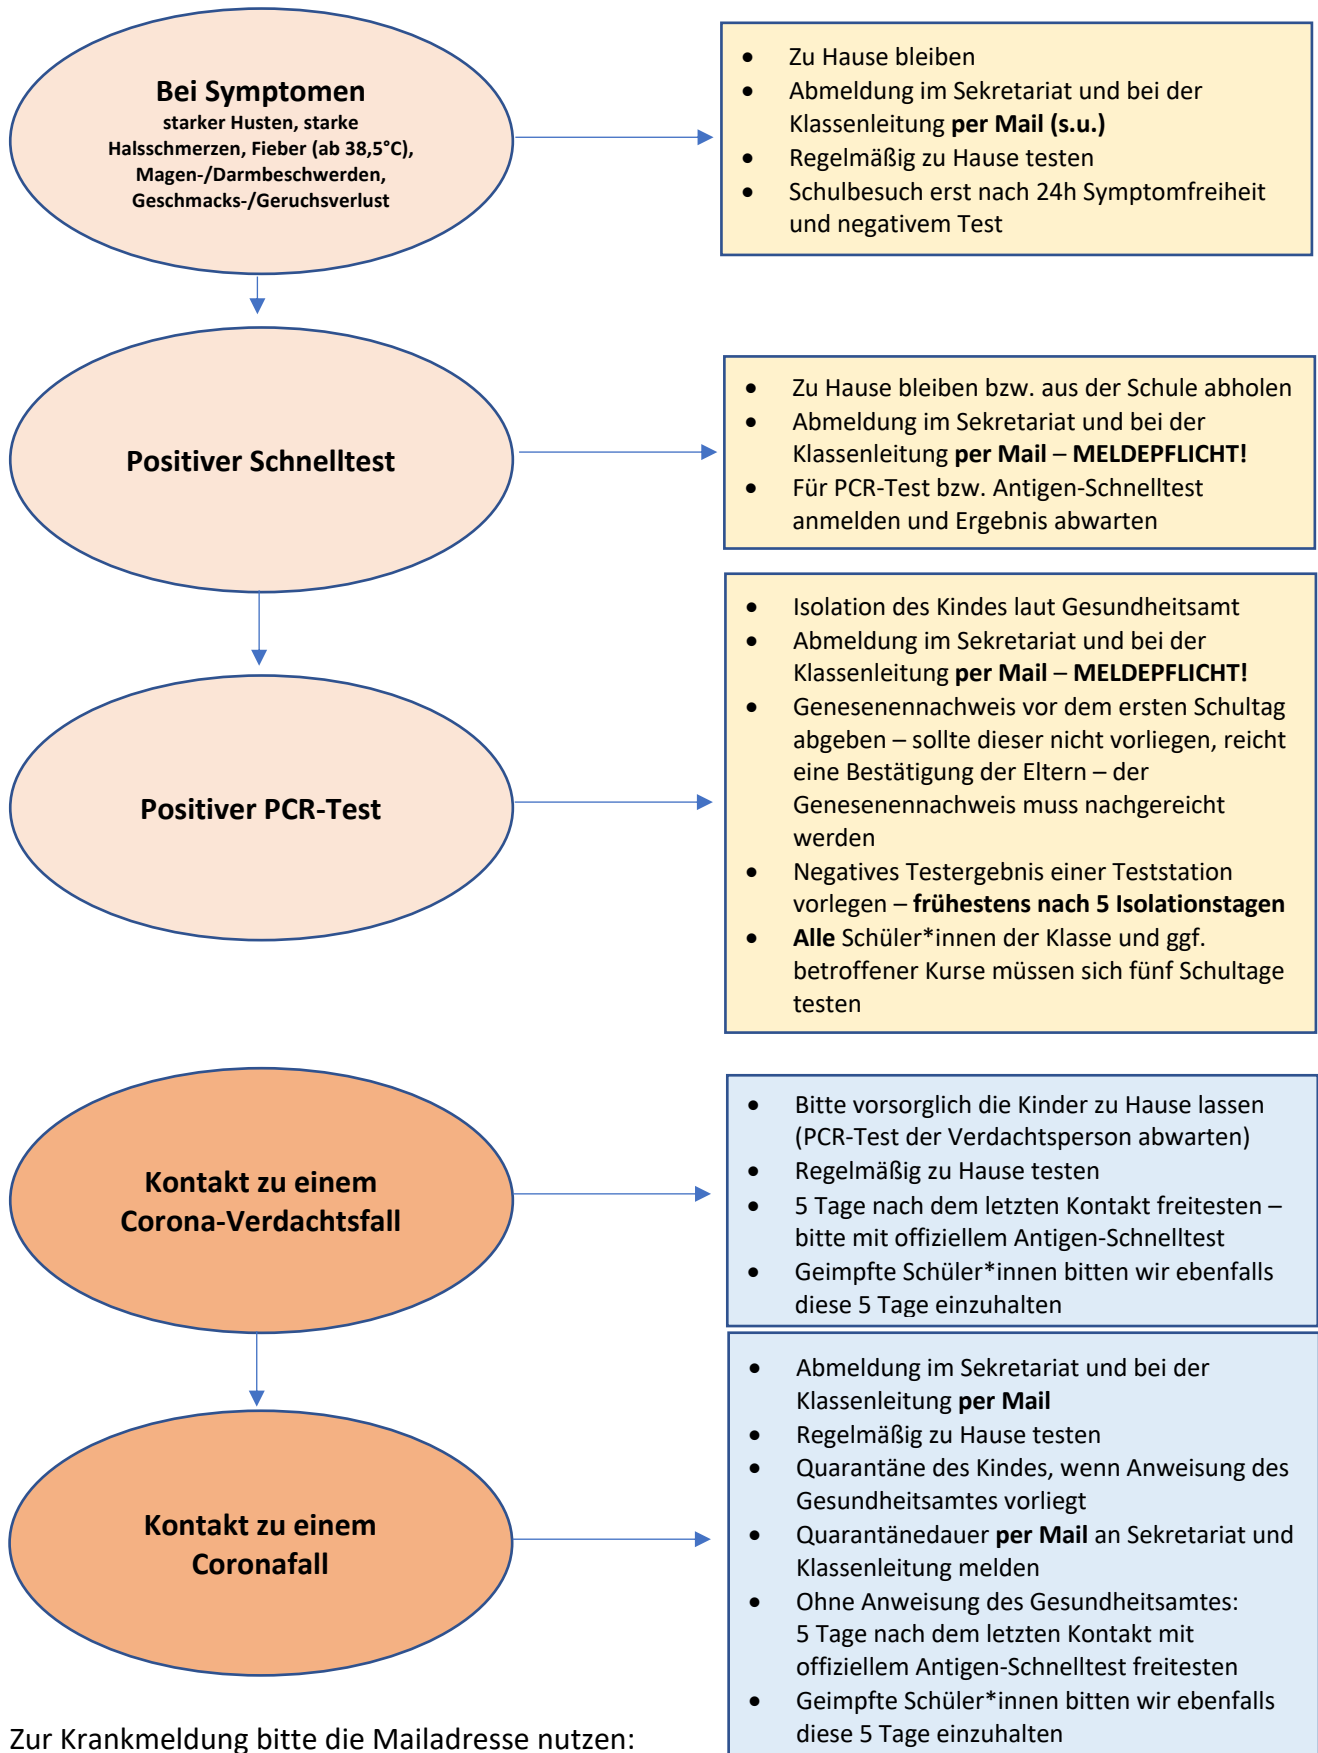 Bei Symptomen
starker Husten, starke
Halsschmerzen, Fieber (ab 38,5°C),
Magen-/Darmbeschwerden,
Geschmacks-/Geruchsverlust
• Zu Hause bleiben
• Abmeldung im Sekretariat und bei der
Klassenleitung per Mail (s.u.)
• Regelmäßig zu Hause testen
• Schulbesuch erst nach 24h Symptomfreiheit
und negativem Test
Positiver Schnelltest
• Zu Hause bleiben bzw. aus der Schule abholen
• Abmeldung im Sekretariat und bei der
Klassenleitung per Mail – MELDEPFLICHT!
• Für PCR-Test bzw. Antigen-Schnelltest
anmelden und Ergebnis abwarten
Positiver PCR-Test
• Isolation des Kindes laut Gesundheitsamt
• Abmeldung im Sekretariat und bei der
Klassenleitung per Mail – MELDEPFLICHT!
• Genesenennachweis vor dem ersten Schultag
abgeben – sollte dieser nicht vorliegen, reicht
eine Bestätigung der Eltern – der
Genesenennachweis muss nachgereicht
werden
• Negatives Testergebnis einer Teststation
vorlegen – frühestens nach 5 Isolationstagen
• Alle Schüler*innen der Klasse und ggf.
betroffener Kurse müssen sich fünf Schultage
testen
Kontakt zu einem
Corona-Verdachtsfall
• Bitte vorsorglich die Kinder zu Hause lassen
(PCR-Test der Verdachtsperson abwarten)
• Regelmäßig zu Hause testen
• 5 Tage nach dem letzten Kontakt freitesten –
bitte mit offiziellem Antigen-Schnelltest
• Geimpfte Schüler*innen bitten wir ebenfalls
diese 5 Tage einzuhalten
Kontakt zu einem
Coronafall
• Abmeldung im Sekretariat und bei der
Klassenleitung per Mail
• Regelmäßig zu Hause testen
• Quarantäne des Kindes, wenn Anweisung des
Gesundheitsamtes vorliegt
• Quarantänedauer per Mail an Sekretariat und
Klassenleitung melden
• Ohne Anweisung des Gesundheitsamtes:
5 Tage nach dem letzten Kontakt mit
offiziellem Antigen-Schnelltest freitesten
• Geimpfte Schüler*innen bitten wir ebenfalls
diese 5 Tage einzuhalten
Zur Krankmeldung bitte die Mailadresse nutzen: